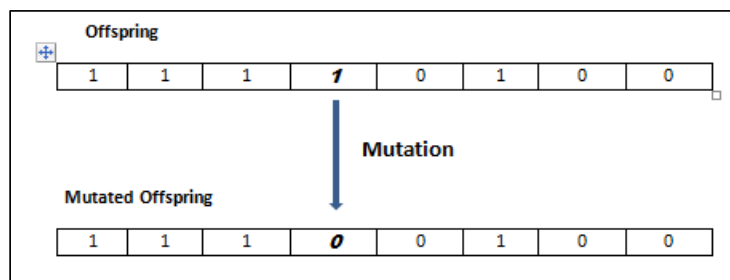 Offspring
1 1 1 1 0 1 0 0
Mutation
Mutated Offspring
1 1 1 0 0 1 0 0